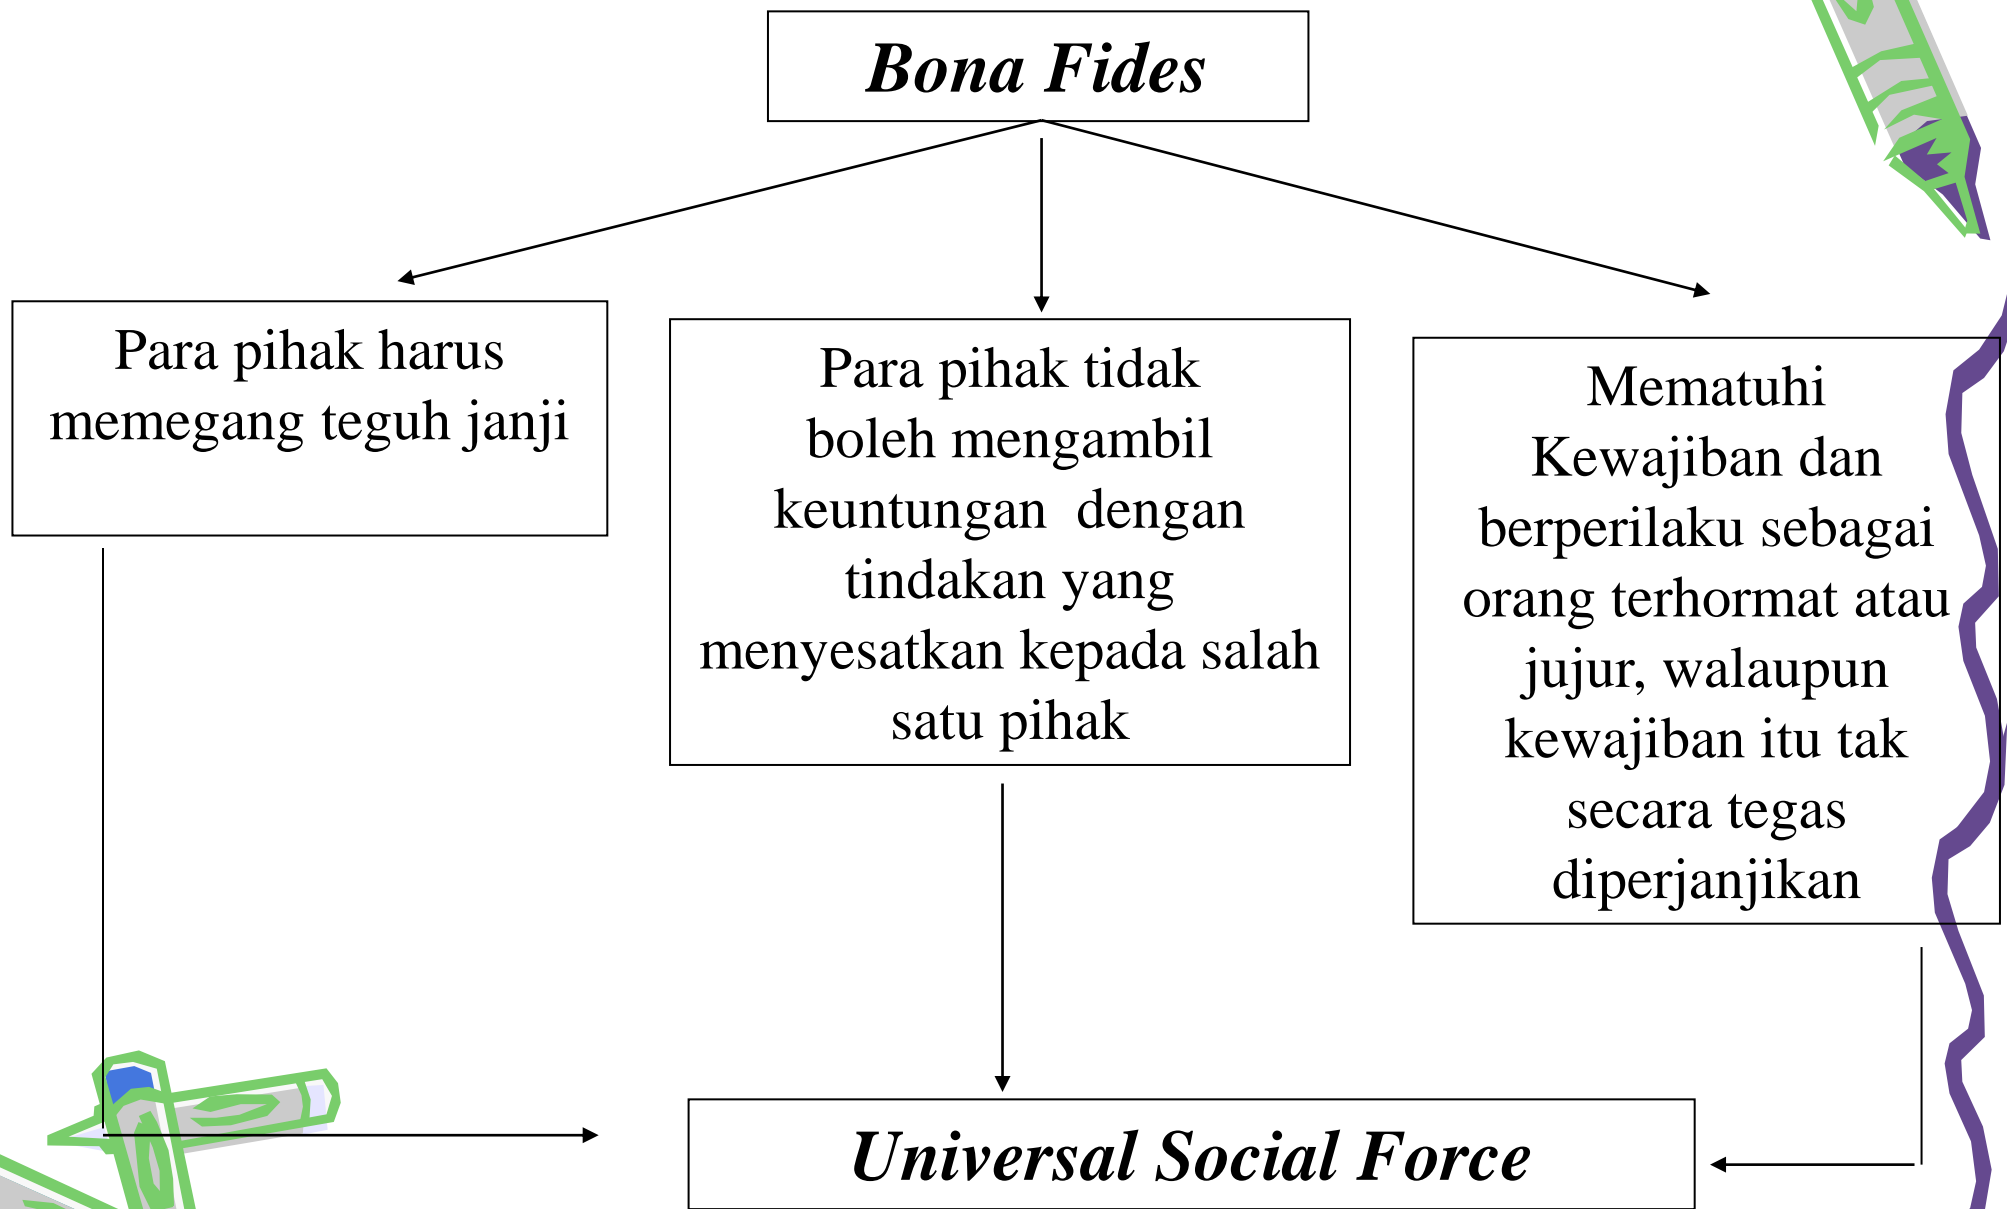 Bona Fides
Para pihak harus
memegang teguh janji
Para pihak tidak
boleh mengambil
keuntungan  dengan
tindakan yang
menyesatkan kepada salah
satu pihak
Mematuhi
Kewajiban dan
berperilaku sebagai
orang terhormat atau
jujur, walaupun
kewajiban itu tak
secara tegas
diperjanjikan
Universal Social Force